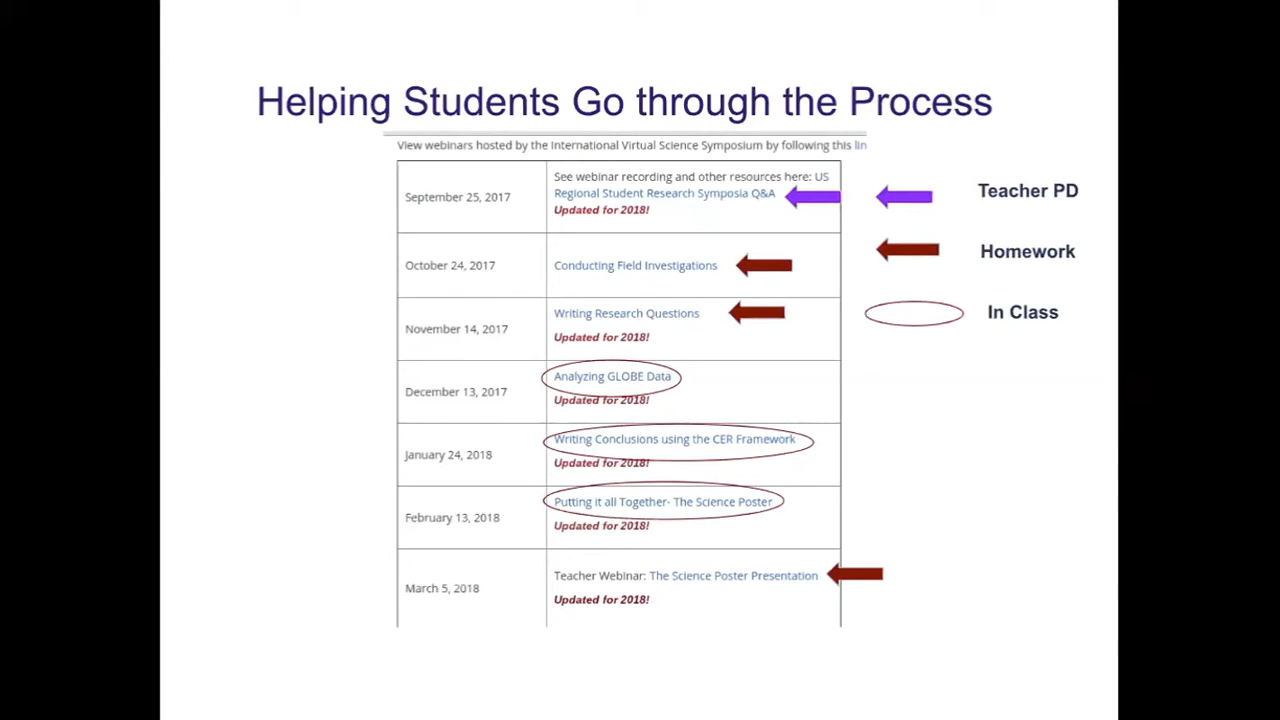 Helping Students Go through the Process
View webinars hosted by the International Virtual Science Symposium by following this lin
September 25, 2017
See webinar recording and other resources here: US
Regional Student Research Symposia Q&A
Updated for 2018!
October 24, 2017
Conducting Field Investigations
November 14, 2017
Writing Research Questions
Updated for 2018!
December 13, 2017
Analyzing GLOBE Data
Updated for 2018!
January 24, 2018
Writing Conclusions using the CER Framework
Updated for 2018!
February 13, 2018
Putting it all Together- The Science Poster
Updated for 2018!
March 5, 2018
Teacher Webinar: The Science Poster Presentation
Updated for 2018!
Teacher PD
Homework
In Class